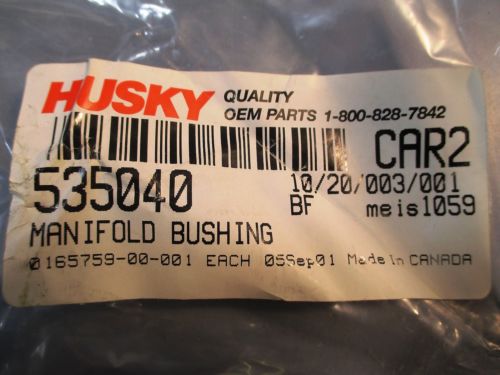 HUSKY QUALITY
OEM PARTS 1-800-828-7842
CAR2
535040 10/20/003/001
BF meis1059
MANIFOLD BUSHING
0165759-00-001 EACH 05Sep01 Made in CANADA